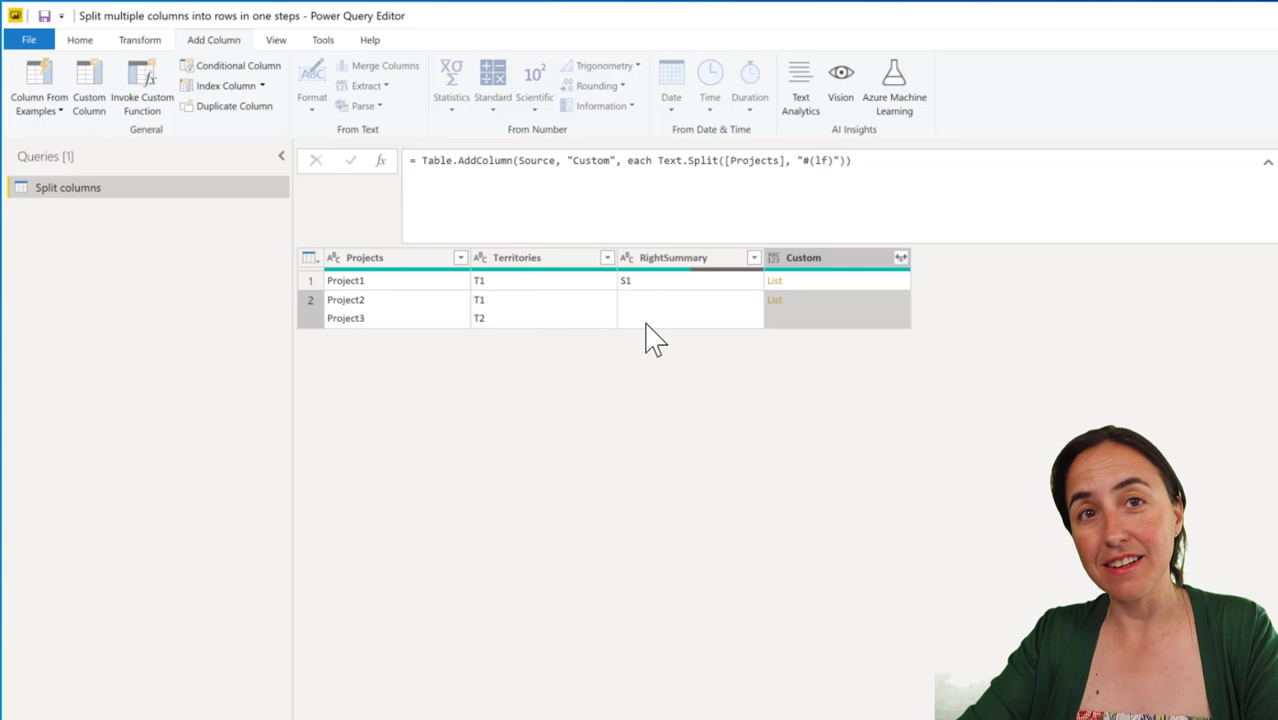 Split multiple columns into rows in one steps - Power Query Editor
File Home Transform Add Column View Tools Help
Column From Examples
Custom Column
Invoke Custom Function
Conditional Column
Index Column
Duplicate Column
General
ABC
Format
Merge Columns
Extract
Parse
From Text
Statistics
Standard
10²
Scientific
Trigonometry
Rounding
Information
From Number
Date
Time
Duration
From Date & Time
Text Analytics
Vision
Azure Machine Learning
AI Insights
Queries [1]
fx
= Table.AddColumn(Source, "Custom", each Text.Split([Projects], "#(lf)"))
Split columns
Projects Territories RightSummary Custom
1 Project1 T1 S1 List
2 Project2 T1 List
Project3 T2